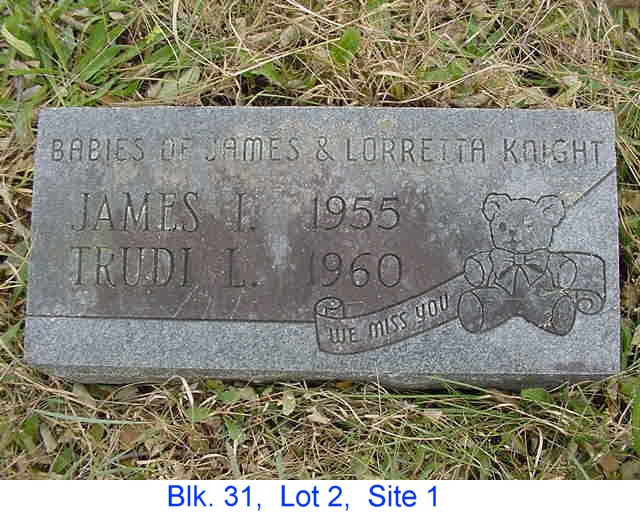 BABIES OF JAMES & LORRETTA KNIGHT
JAMES I. 1955
TRUDI L. 1960
WE MISS YOU
Blk. 31, Lot 2, Site 1